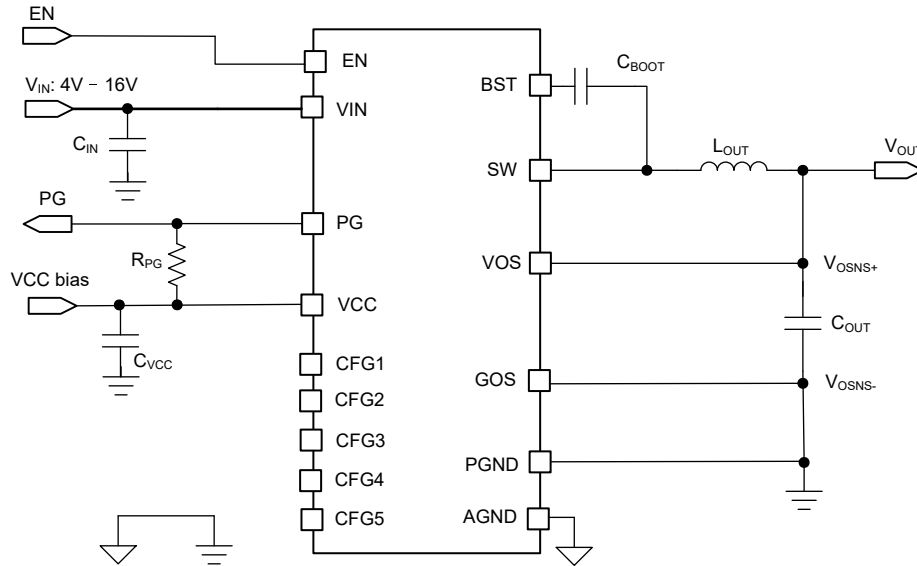 EN
VIN: 4V – 16V
CIN
PG
RPG
VCC bias
CVCC
EN
VIN
PG
VCC
CFG1
CFG2
CFG3
CFG4
CFG5
BST
SW
VOS
GOS
PGND
AGND
CBOOT
LOUT
VOUT
VOSNS+
COUT
VOSNS-